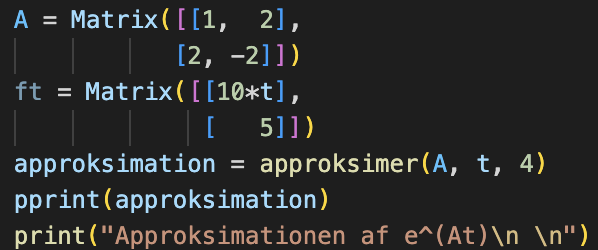 A = Matrix([[1,  2],
            [2, -2]])
ft = Matrix([[10*t],
             [   5]])
approksimation = approksimer(A, t, 4)
pprint(approksimation)
print("Approksimationen af e^(At)\n \n")